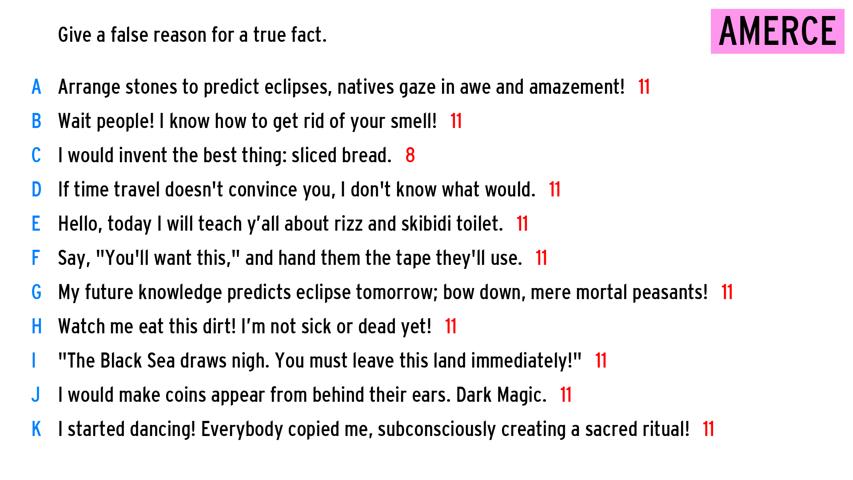 Give a false reason for a true fact.
AMERCE
A Arrange stones to predict eclipses, natives gaze in awe and amazement! 11
B Wait people! I know how to get rid of your smell! 11
C I would invent the best thing: sliced bread. 8
D If time travel doesn't convince you, I don't know what would. 11
E Hello, today I will teach y’all about rizz and skibidi toilet. 11
F Say, "You'll want this," and hand them the tape they'll use. 11
G My future knowledge predicts eclipse tomorrow; bow down, mere mortal peasants! 11
H Watch me eat this dirt! I’m not sick or dead yet! 11
I "The Black Sea draws nigh. You must leave this land immediately!" 11
J I would make coins appear from behind their ears. Dark Magic. 11
K I started dancing! Everybody copied me, subconsciously creating a sacred ritual! 11